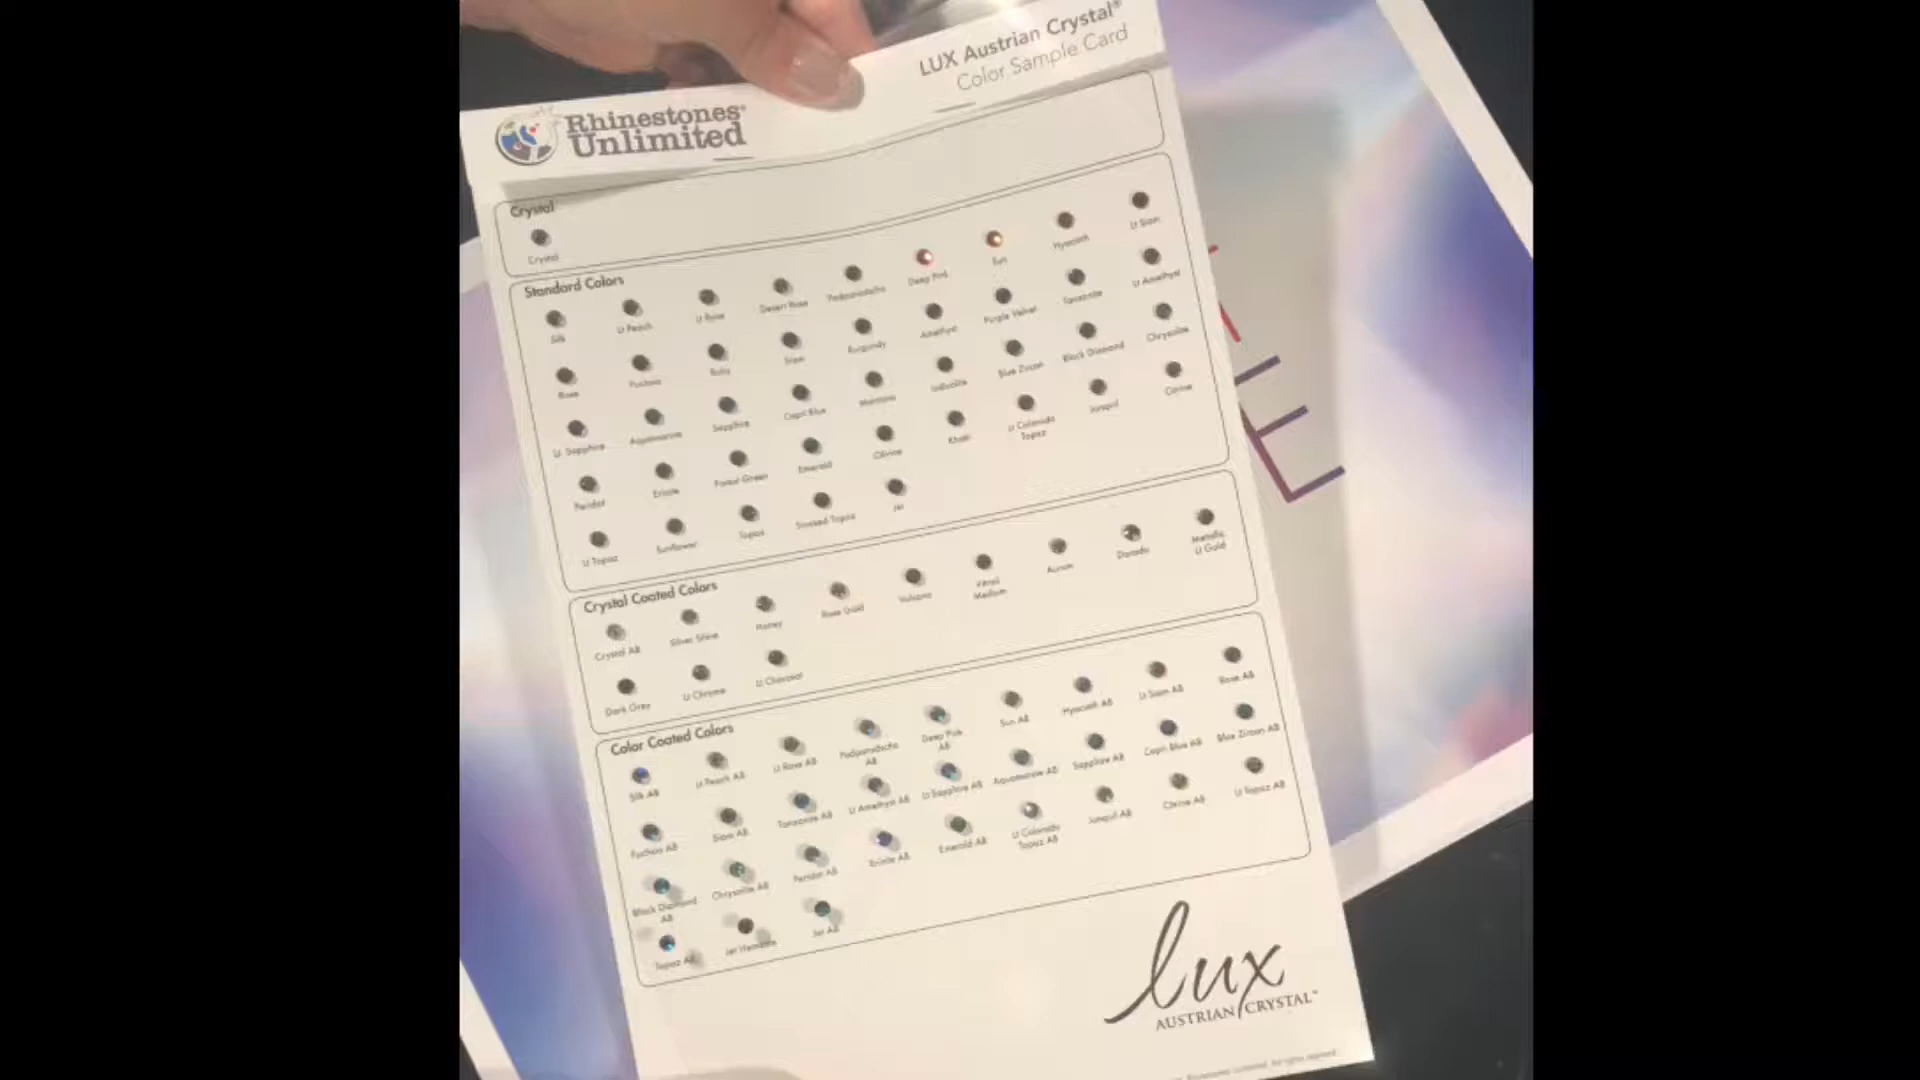 LUX Austrian Crystal®
Color Sample Card
Rhinestones®
Unlimited
Crystal
Crystal
Standard Colors
Silk Lt Peach Lt Rose Desert Rose Padparadscha Deep Pink Sun Hyacinth Lt Siam
Rose Fuchsia Ruby Siam Burgundy Amethyst Purple Velvet Tanzanite Lt Amethyst
Lt Sapphire Aquamarine Sapphire Capri Blue Montana Indicolite Blue Zircon Black Diamond Chrysolite
Peridot Erinite Forest Green Emerald Olivine Khaki Lt Colorado Topaz Jonquil Citrine
Lt Topaz Sunflower Topaz Smoked Topaz Jet
Crystal Coated Colors
Crystal AB Silver Shine Honey Rose Gold Volcano Vitrail Medium Aurum Dorado Metallic Lt Gold
Dark Grey Lt Chrome
Color Coated Colors
Silk AB Lt Peach AB Lt Rose AB Padparadscha AB Deep Pink AB Sun AB Hyacinth AB Lt Siam AB Rose AB
Fuchsia AB Siam AB Tanzanite AB Lt Amethyst AB Lt Sapphire AB Aquamarine AB Sapphire AB Capri Blue AB Blue Zircon AB
Black Diamond AB Chrysolite AB Peridot AB Erinite AB Emerald AB Lt Colorado Topaz AB Jonquil AB Citrine AB Lt Topaz AB
Topaz AB Jet Hematite Jet AB
lux
AUSTRIAN CRYSTAL™
Rhinestones Unlimited. All rights reserved.
E